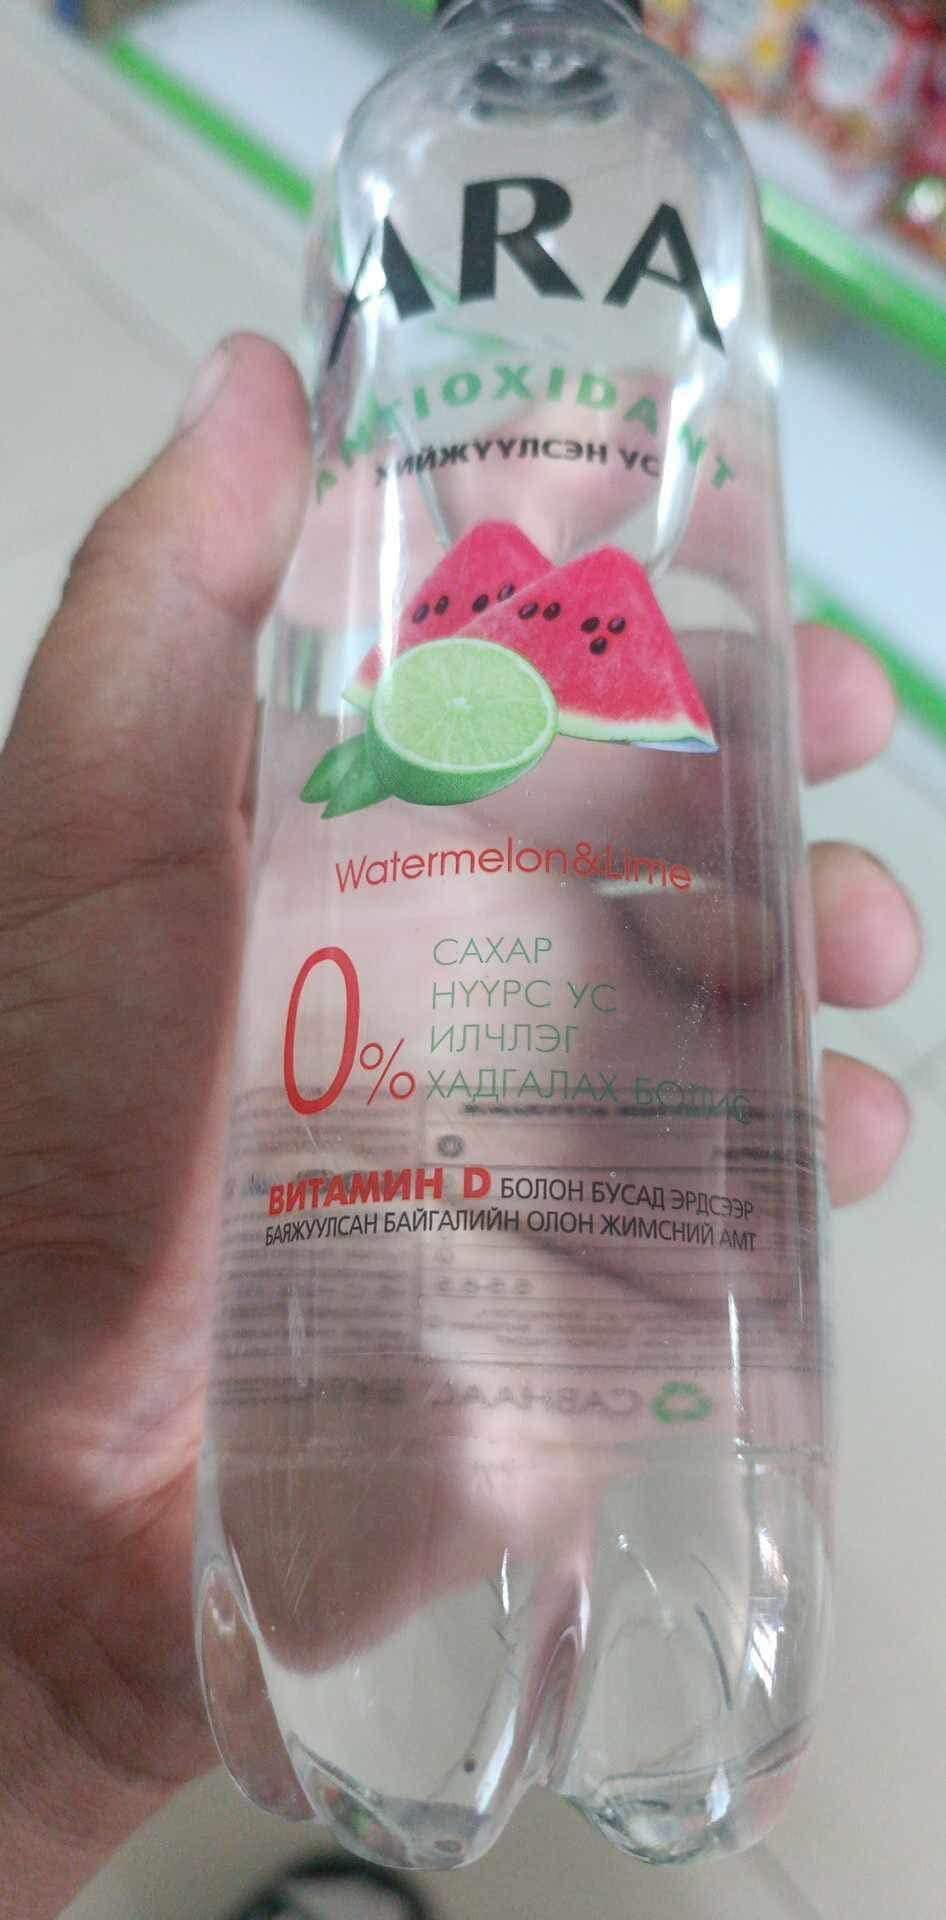 ARA
ANTIOXIDANT
ХИЙЖҮҮЛСЭН УС
Watermelon&Lime
0%
САХАР
НҮҮРС УС
ИЛЧЛЭГ
ХАДГАЛАХ БОДИС
ВИТАМИН D БОЛОН БУСАД ЭРДСЭЭР
БАЯЖУУЛСАН БАЙГАЛИЙН ОЛОН ЖИМСНИЙ АМТ